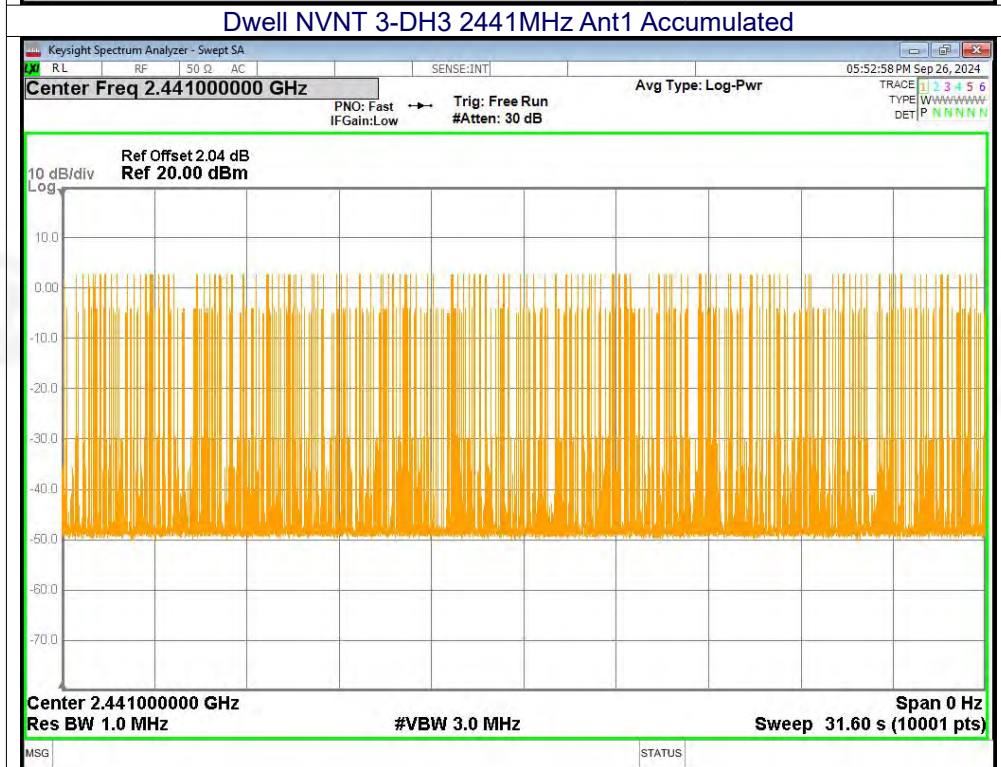 Dwell NVNT 3-DH3 2441MHz Ant1 Accumulated
Keysight Spectrum Analyzer - Swept SA
LXI RL RF 50 Ω AC SENSE:INT 05:52:58 PM Sep 26, 2024
Center Freq 2.441000000 GHz Avg Type: Log-Pwr TRACE 1 2 3 4 5 6
PNO: Fast Trig: Free Run TYPE WWWWWWW
IFGain:Low #Atten: 30 dB DET P N N N N N
Ref Offset 2.04 dB
10 dB/div Ref 20.00 dBm
Log
10.0
0.00
-10.0
-20.0
-30.0
-40.0
-50.0
-60.0
-70.0
Center 2.441000000 GHz Span 0 Hz
Res BW 1.0 MHz #VBW 3.0 MHz Sweep 31.60 s (10001 pts)
MSG STATUS